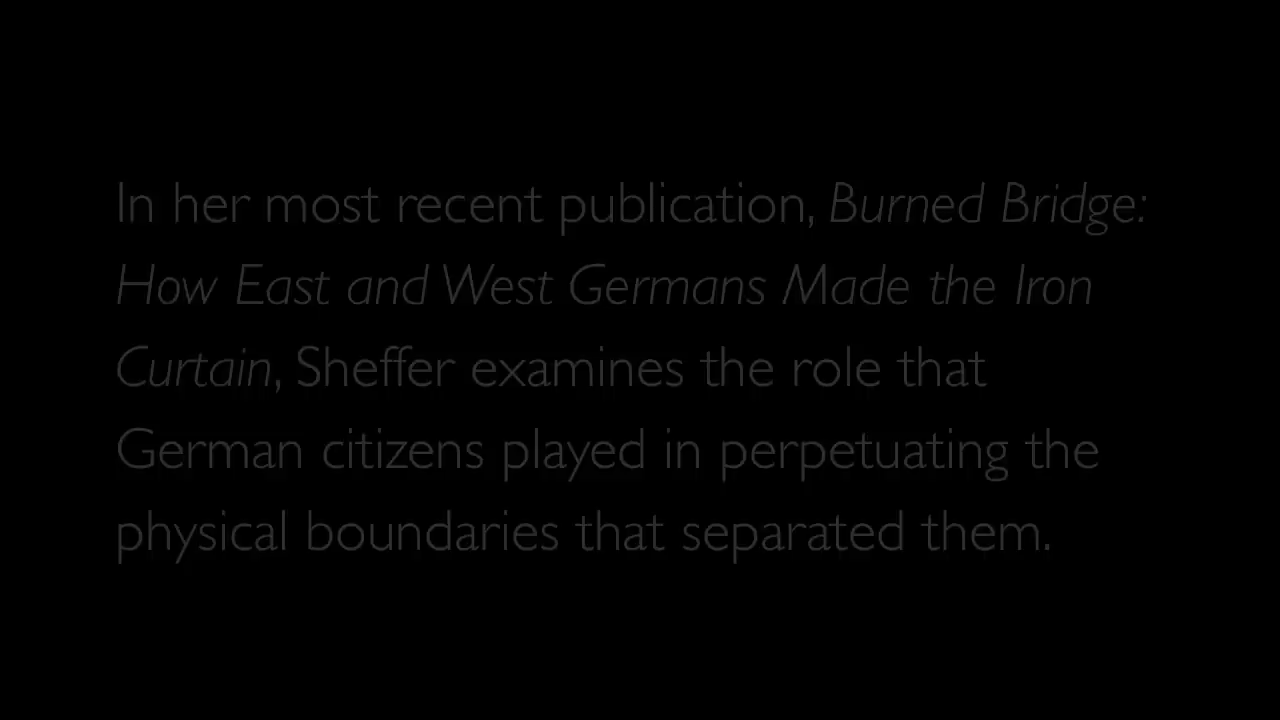 In her most recent publication, Burned Bridge:
How East and West Germans Made the Iron
Curtain, Sheffer examines the role that
German citizens played in perpetuating the
physical boundaries that separated them.